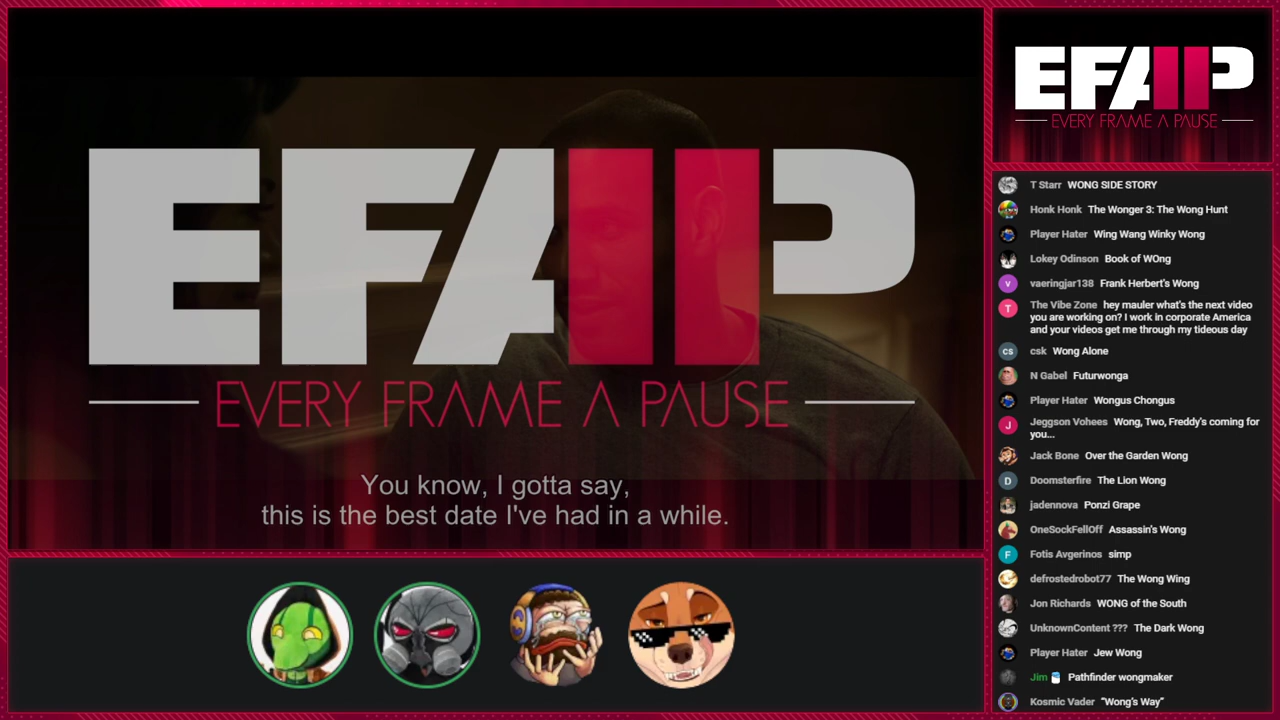 EFAP
EVERY FRAME A PAUSE
You know, I gotta say,
this is the best date I've had in a while.
EFAP
EVERY FRAME A PAUSE
T Starr WONG SIDE STORY
Honk Honk The Wonger 3: The Wong Hunt
Player Hater Wing Wang Winky Wong
Lokey Odinson Book of WOng
v
vaeringjar138 Frank Herbert's Wong
T
The Vibe Zone hey mauler what's the next video
you are working on? I work in corporate America
and your videos get me through my tideous day
cs
csk Wong Alone
N Gabel Futurwonga
Player Hater Wongus Chongus
J
Jeggson Vohees Wong, Two, Freddy's coming for
you...
Jack Bone Over the Garden Wong
D
Doomsterfire The Lion Wong
jadennova Ponzi Grape
OneSockFellOff Assassin's Wong
F
Fotis Avgerinos simp
defrostedrobot77 The Wong Wing
Jon Richards WONG of the South
UnknownContent ??? The Dark Wong
Player Hater Jew Wong
Jim Pathfinder wongmaker
Kosmic Vader “Wong's Way”